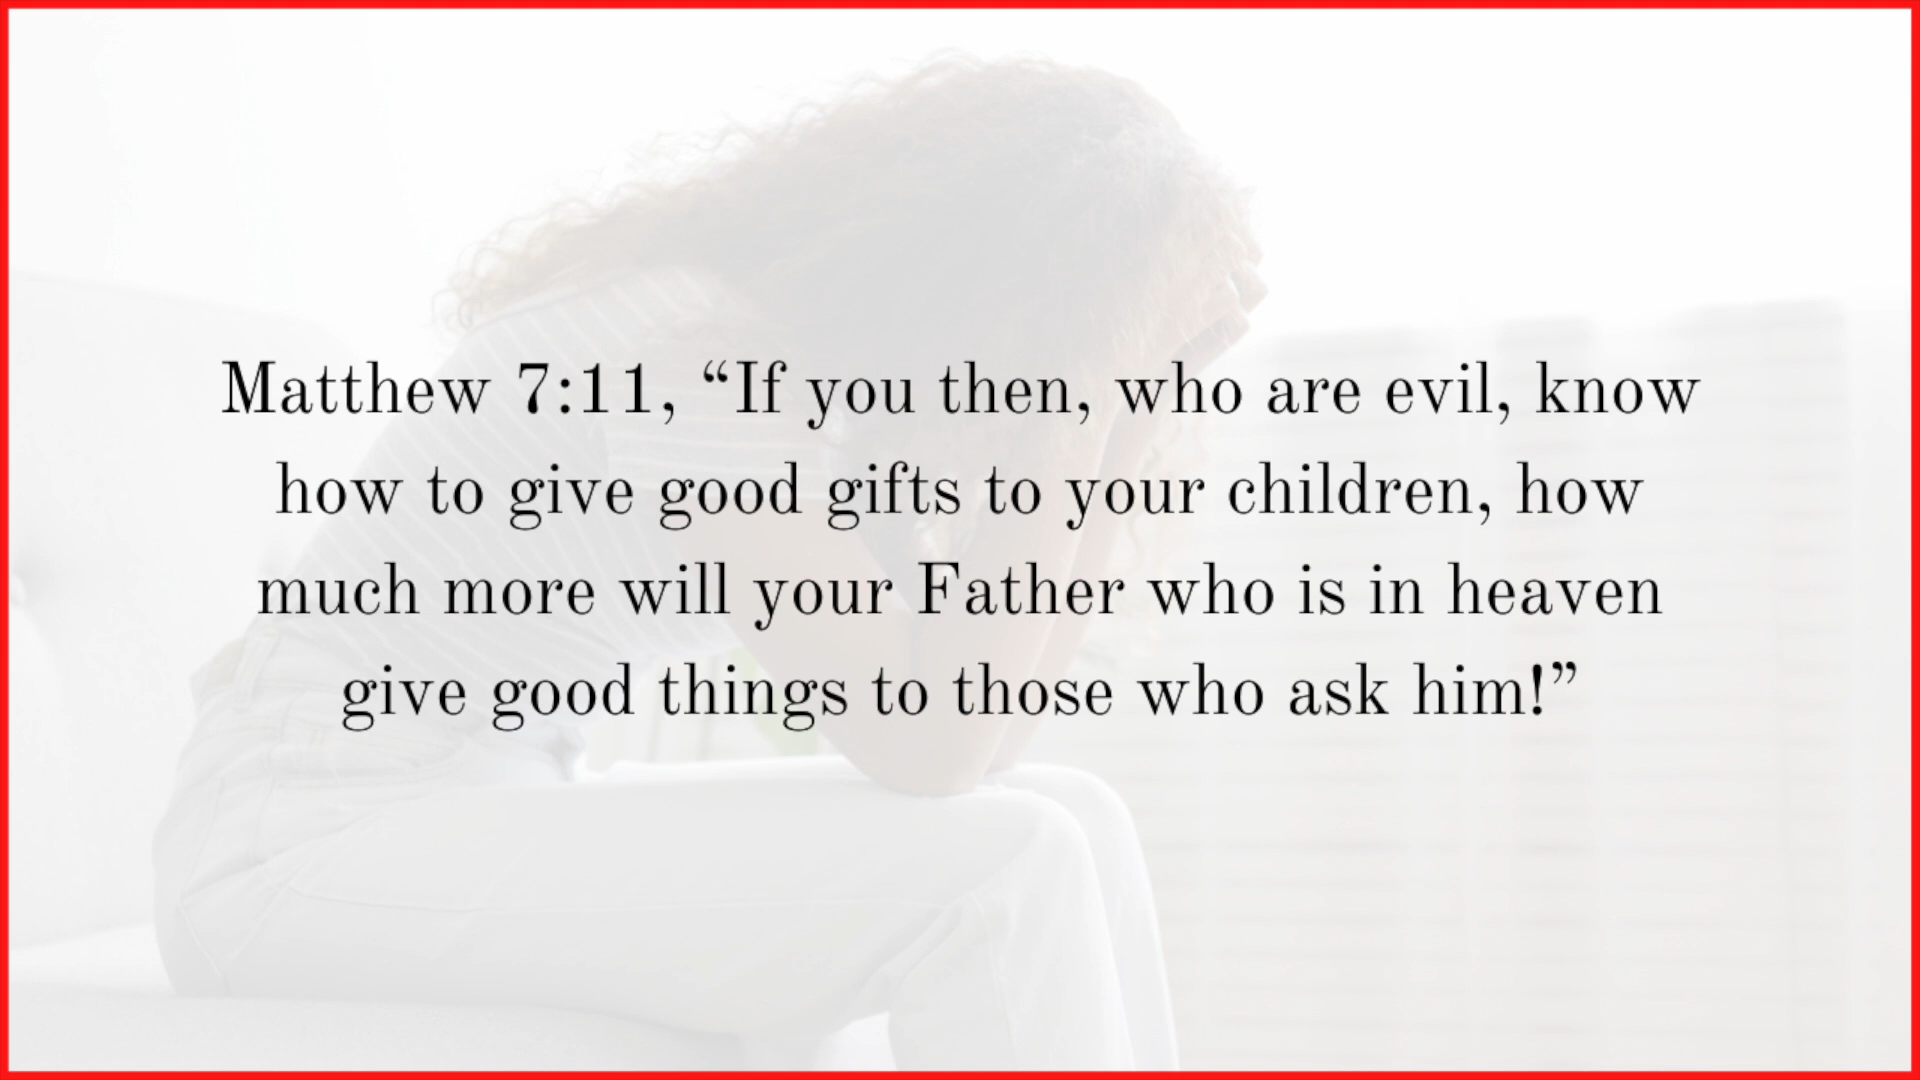 Matthew 7:11, “If you then, who are evil, know
how to give good gifts to your children, how
much more will your Father who is in heaven
give good things to those who ask him!”